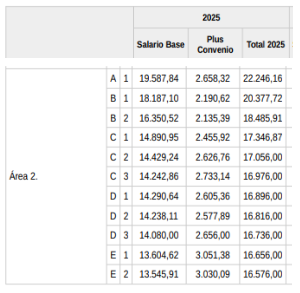 2025
Salario Base Plus Convenio Total 2025
A 1 19.587,84 2.658,32 22.246,16
B 1 18.187,10 2.190,62 20.377,72
B 2 16.350,52 2.135,39 18.485,91
C 1 14.890,95 2.455,92 17.346,87
C 2 14.429,24 2.626,76 17.056,00
Área 2. C 3 14.242,86 2.733,14 16.976,00
D 1 14.290,64 2.605,36 16.896,00
D 2 14.238,11 2.577,89 16.816,00
D 3 14.080,00 2.656,00 16.736,00
E 1 13.604,62 3.051,38 16.656,00
E 2 13.545,91 3.030,09 16.576,00